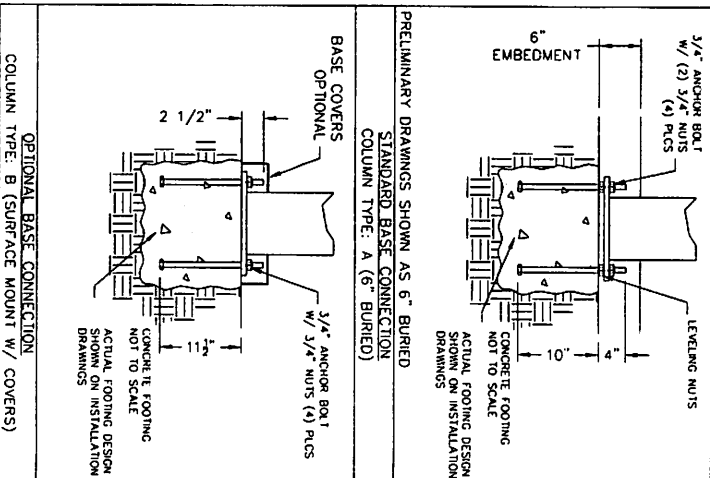 3/4" ANCHOR BOLT
W/ (2) 3/4" NUTS
(4) PLCS
LEVELING NUTS
6"
EMBEDMENT
10"
4"
CONCRETE FOOTING
NOT TO SCALE
ACTUAL FOOTING DESIGN
SHOWN ON INSTALLATION
DRAWINGS
PRELIMINARY DRAWINGS SHOWN AS 6" BURIED
STANDARD BASE CONNECTION
COLUMN TYPE: A (6" BURIED)
BASE COVERS
OPTIONAL
2 1/2"
3/4" ANCHOR BOLT
W/ 3/4" NUTS (4) PLCS
11 1/2"
CONCRETE FOOTING
NOT TO SCALE
ACTUAL FOOTING DESIGN
SHOWN ON INSTALLATION
DRAWINGS
OPTIONAL BASE CONNECTION
COLUMN TYPE: B (SURFACE MOUNT W/ COVERS)